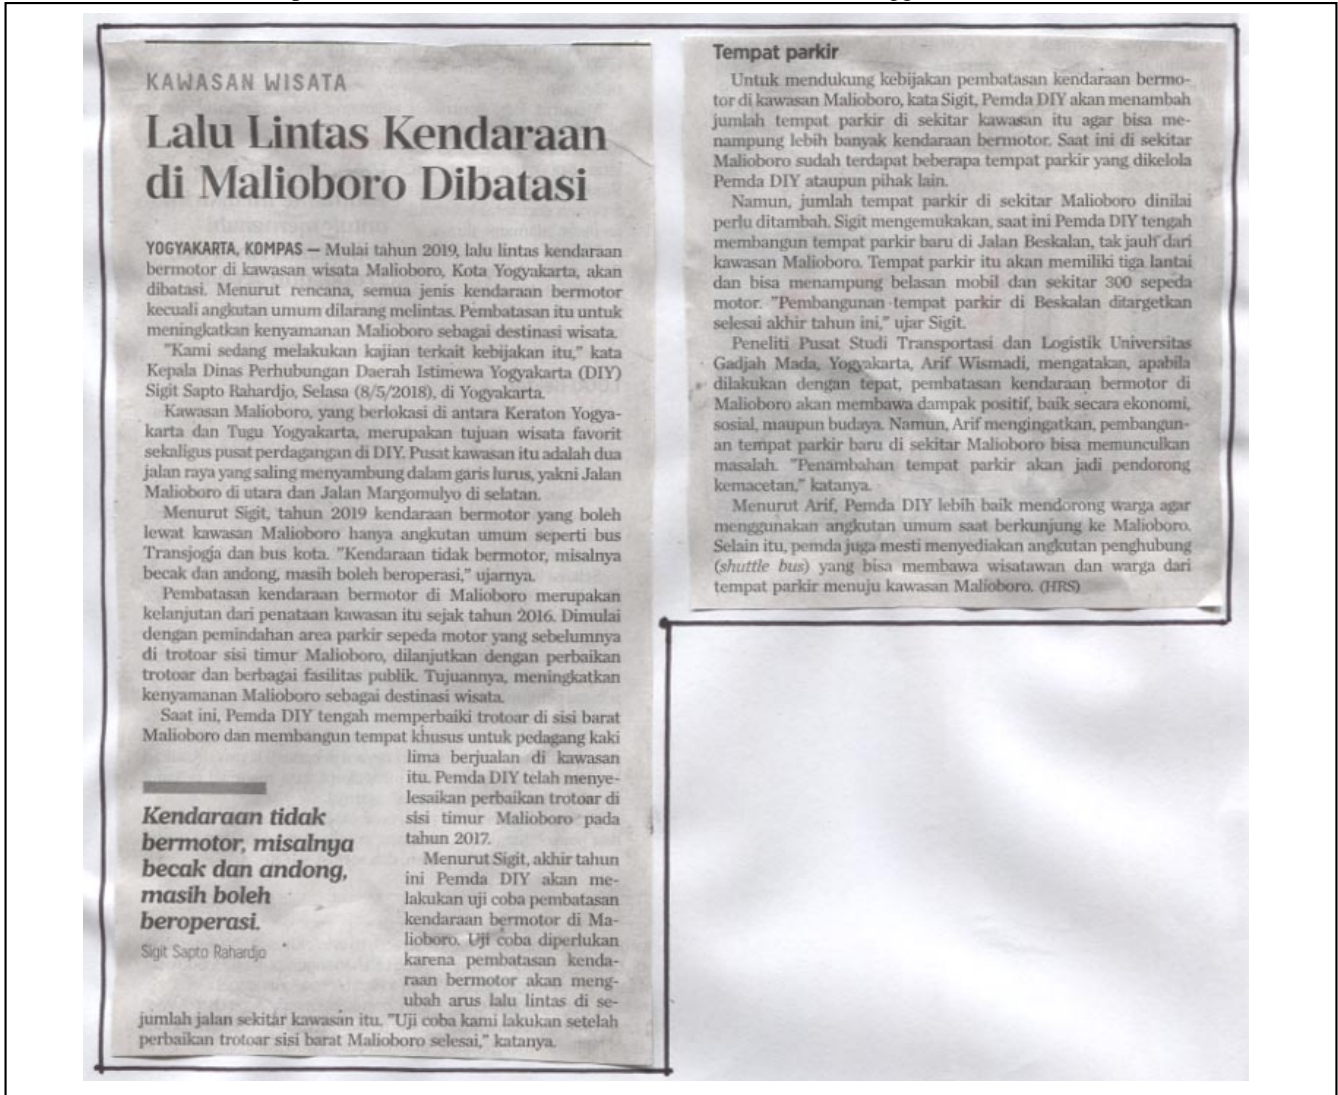 KAWASAN WISATA
Lalu Lintas Kendaraan
di Malioboro Dibatasi
YOGYAKARTA, KOMPAS — Mulai tahun 2019, lalu lintas kendaraan
bermotor di kawasan wisata Malioboro, Kota Yogyakarta, akan
dibatasi. Menurut rencana, semua jenis kendaraan bermotor
kecuali angkutan umum dilarang melintas. Pembatasan itu untuk
meningkatkan kenyamanan Malioboro sebagai destinasi wisata.
"Kami sedang melakukan kajian terkait kebijakan itu," kata
Kepala Dinas Perhubungan Daerah Istimewa Yogyakarta (DIY)
Sigit Sapto Rahardjo, Selasa (8/5/2018), di Yogyakarta.
Kawasan Malioboro, yang berlokasi di antara Keraton Yogya-
karta dan Tugu Yogyakarta, merupakan tujuan wisata favorit
sekaligus pusat perdagangan di DIY. Pusat kawasan itu adalah dua
jalan raya yang saling menyambung dalam garis lurus, yakni Jalan
Malioboro di utara dan Jalan Margomulyo di selatan.
Menurut Sigit, tahun 2019 kendaraan bermotor yang boleh
lewat kawasan Malioboro hanya angkutan umum seperti bus
Transjogja dan bus kota. "Kendaraan tidak bermotor, misalnya
becak dan andong, masih boleh beroperasi," ujarnya.
Pembatasan kendaraan bermotor di Malioboro merupakan
kelanjutan dari penataan kawasan itu sejak tahun 2016. Dimulai
dengan pemindahan area parkir sepeda motor yang sebelumnya
di trotoar sisi timur Malioboro, dilanjutkan dengan perbaikan
trotoar dan berbagai fasilitas publik. Tujuannya, meningkatkan
kenyamanan Malioboro sebagai destinasi wisata.
Saat ini, Pemda DIY tengah memperbaiki trotoar di sisi barat
Malioboro dan membangun tempat khusus untuk pedagang kaki
lima berjualan di kawasan
itu. Pemda DIY telah menye-
lesaikan perbaikan trotoar di
sisi timur Malioboro pada
tahun 2017.
Menurut Sigit, akhir tahun
ini Pemda DIY akan me-
lakukan uji coba pembatasan
kendaraan bermotor di Ma-
lioboro. Uji coba diperlukan
karena pembatasan kenda-
raan bermotor akan meng-
ubah arus lalu lintas di se-
jumlah jalan sekitar kawasan itu. "Uji coba kami lakukan setelah
perbaikan trotoar sisi barat Malioboro selesai," katanya.
Kendaraan tidak
bermotor, misalnya
becak dan andong,
masih boleh
beroperasi.
Sigit Sapto Rahardjo
Tempat parkir
Untuk mendukung kebijakan pembatasan kendaraan bermo-
tor di kawasan Malioboro, kata Sigit, Pemda DIY akan menambah
jumlah tempat parkir di sekitar kawasan itu agar bisa me-
nampung lebih banyak kendaraan bermotor. Saat ini di sekitar
Malioboro sudah terdapat beberapa tempat parkir yang dikelola
Pemda DIY ataupun pihak lain.
Namun, jumlah tempat parkir di sekitar Malioboro dinilai
perlu ditambah. Sigit mengemukakan, saat ini Pemda DIY tengah
membangun tempat parkir baru di Jalan Beskalan, tak jauh dari
kawasan Malioboro. Tempat parkir itu akan memiliki tiga lantai
dan bisa menampung belasan mobil dan sekitar 300 sepeda
motor. "Pembangunan tempat parkir di Beskalan ditargetkan
selesai akhir tahun ini," ujar Sigit.
Peneliti Pusat Studi Transportasi dan Logistik Universitas
Gadjah Mada, Yogyakarta, Arif Wismadi, mengatakan, apabila
dilakukan dengan tepat, pembatasan kendaraan bermotor di
Malioboro akan membawa dampak positif, baik secara ekonomi,
sosial, maupun budaya. Namun, Arif mengingatkan, pembangun-
an tempat parkir baru di sekitar Malioboro bisa memunculkan
masalah. "Penambahan tempat parkir akan jadi pendorong
kemacetan," katanya.
Menurut Arif, Pemda DIY lebih baik mendorong warga agar
menggunakan angkutan umum saat berkunjung ke Malioboro.
Selain itu, pemda juga mesti menyediakan angkutan penghubung
(shuttle bus) yang bisa membawa wisatawan dan warga dari
tempat parkir menuju kawasan Malioboro. (HRS)